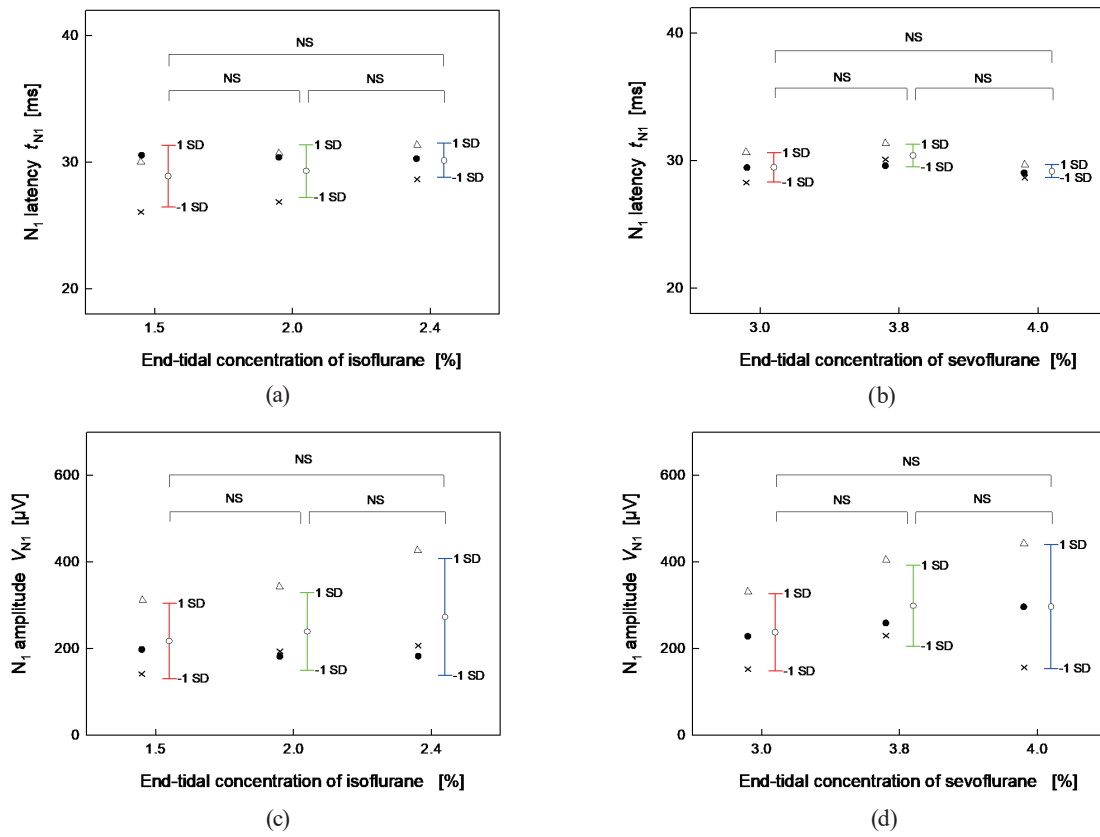 40
30
20
N1 latency tN1 [ms]
NS
NS
NS
1 SD
-1 SD
1 SD
-1 SD
1 SD
-1 SD
1.5
2.0
2.4
End-tidal concentration of isoflurane [%]
(a)
40
30
20
N1 latency tN1 [ms]
NS
NS
NS
1 SD
-1 SD
1 SD
-1 SD
1 SD
-1 SD
3.0
3.8
4.0
End-tidal concentration of sevoflurane [%]
(b)
600
400
200
0
N1 amplitude VN1 [µV]
NS
NS
NS
1 SD
-1 SD
1 SD
-1 SD
1 SD
-1 SD
1.5
2.0
2.4
End-tidal concentration of isoflurane [%]
(c)
600
400
200
0
N1 amplitude VN1 [µV]
NS
NS
NS
1 SD
-1 SD
1 SD
-1 SD
1 SD
-1 SD
3.0
3.8
4.0
End-tidal concentration of sevoflurane [%]
(d)